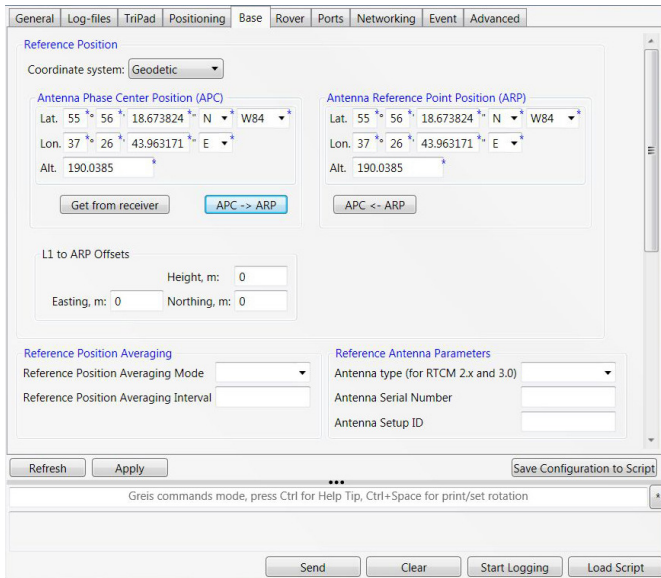 General Log-files TriPad Positioning Base Rover Ports Networking Event Advanced
Reference Position
Coordinate system: Geodetic
Antenna Phase Center Position (APC)
Lat. 55 *° 56 *' 18.673824 *" N * W84 *
Lon. 37 *° 26 *' 43.963171 *" E *
Alt. 190.0385 *
Get from receiver APC -> ARP
Antenna Reference Point Position (ARP)
Lat. 55 *° 56 *' 18.673824 *" N * W84 *
Lon. 37 *° 26 *' 43.963171 *" E *
Alt. 190.0385 *
APC <- ARP
L1 to ARP Offsets
Height, m: 0
Easting, m: 0 Northing, m: 0
Reference Position Averaging
Reference Position Averaging Mode
Reference Position Averaging Interval
Reference Antenna Parameters
Antenna type (for RTCM 2.x and 3.0)
Antenna Serial Number
Antenna Setup ID
Refresh Apply Save Configuration to Script
Greis commands mode, press Ctrl for Help Tip, Ctrl+Space for print/set rotation *
Send Clear Start Logging Load Script